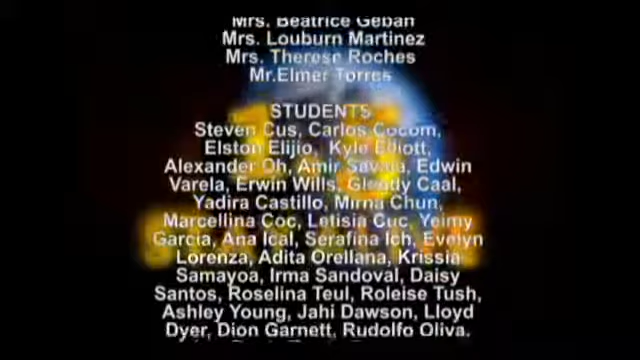 Mrs. Beatrice Geban
Mrs. Louburn Martinez
Mrs. Therese Roches
Mr.Elmer Torres
STUDENTS
Steven Cus, Carlos Cocom,
Elston Elijio, Kyle Elliott,
Alexander Oh, Amir Savala, Edwin
Varela, Erwin Wills, Glendy Caal,
Yadira Castillo, Mirna Chun,
Marcellina Coc, Letisia Cuc, Yeimy
Garcia, Ana Ical, Serafina Ich, Evelyn
Lorenza, Adita Orellana, Krissia
Samayoa, Irma Sandoval, Daisy
Santos, Roselina Teul, Roleise Tush,
Ashley Young, Jahi Dawson, Lloyd
Dyer, Dion Garnett, Rudolfo Oliva,